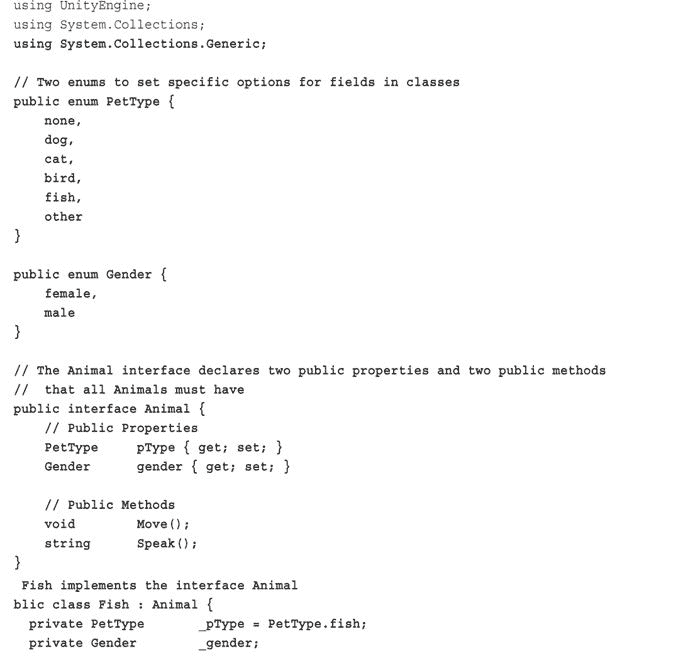 using UnityEngine;
using System.Collections;
using System.Collections.Generic;
// Two enums to set specific options for fields in classes
public enum PetType {
none,
dog,
cat,
bird,
fish,
other
}
public enum Gender {
female,
male
}
// The Animal interface declares two public properties and two public methods
//  that all Animals must have
public interface Animal {
// Public Properties
PetType     pType { get; set; }
Gender      gender { get; set; }
// Public Methods
void        Move();
string      Speak();
}
Fish implements the interface Animal
blic class Fish : Animal {
private PetType       _pType = PetType.fish;
private Gender        _gender;